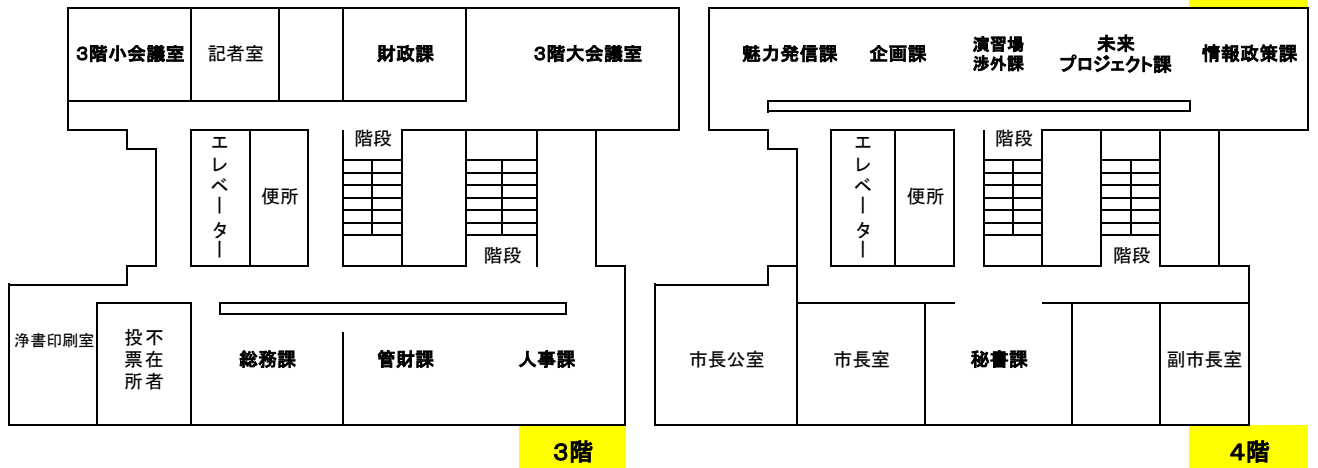 3階小会議室
記者室
財政課
3階大会議室
階段
エレベーター
便所
階段
浄書印刷室
不在者
投票所
総務課
管財課
人事課
3階
魅力発信課
企画課
演習場
渉外課
未来
プロジェクト課
情報政策課
階段
エレベーター
便所
階段
市長公室
市長室
秘書課
副市長室
4階